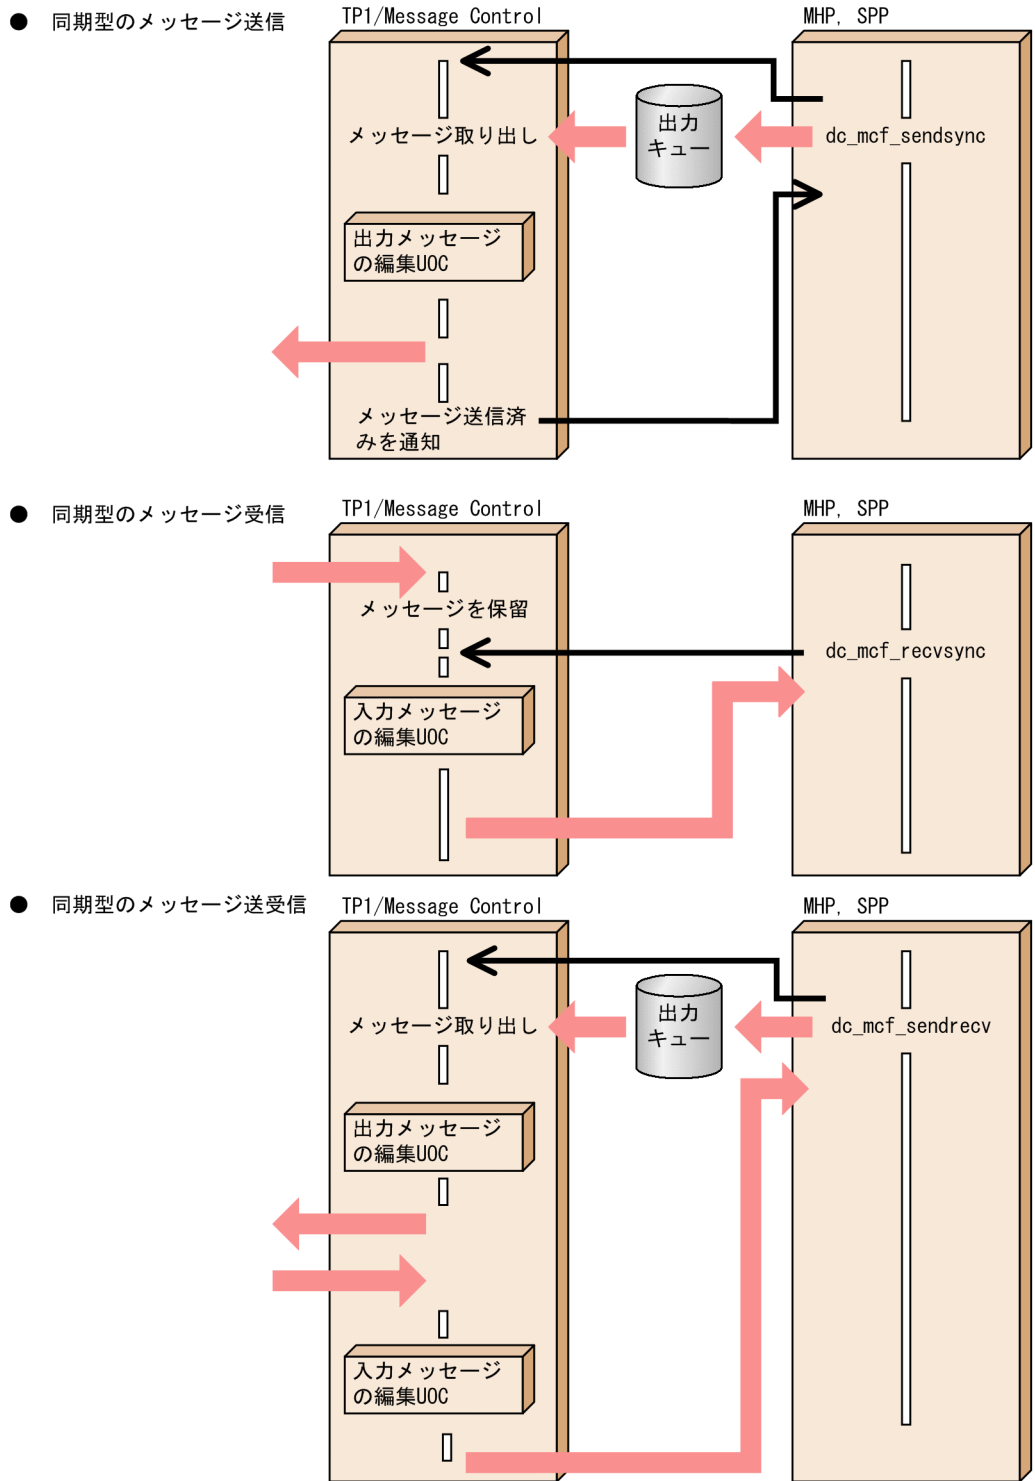 ● 同期型のメッセージ送信
TP1/Message Control
MHP, SPP
メッセージ取り出し
出力
キュー
dc_mcf_sendsync
出力メッセージ
の編集UOC
メッセージ送信済
みを通知
● 同期型のメッセージ受信
TP1/Message Control
MHP, SPP
メッセージを保留
dc_mcf_recvsync
入力メッセージ
の編集UOC
● 同期型のメッセージ送受信
TP1/Message Control
MHP, SPP
メッセージ取り出し
出力
キュー
dc_mcf_sendrecv
出力メッセージ
の編集UOC
入力メッセージ
の編集UOC